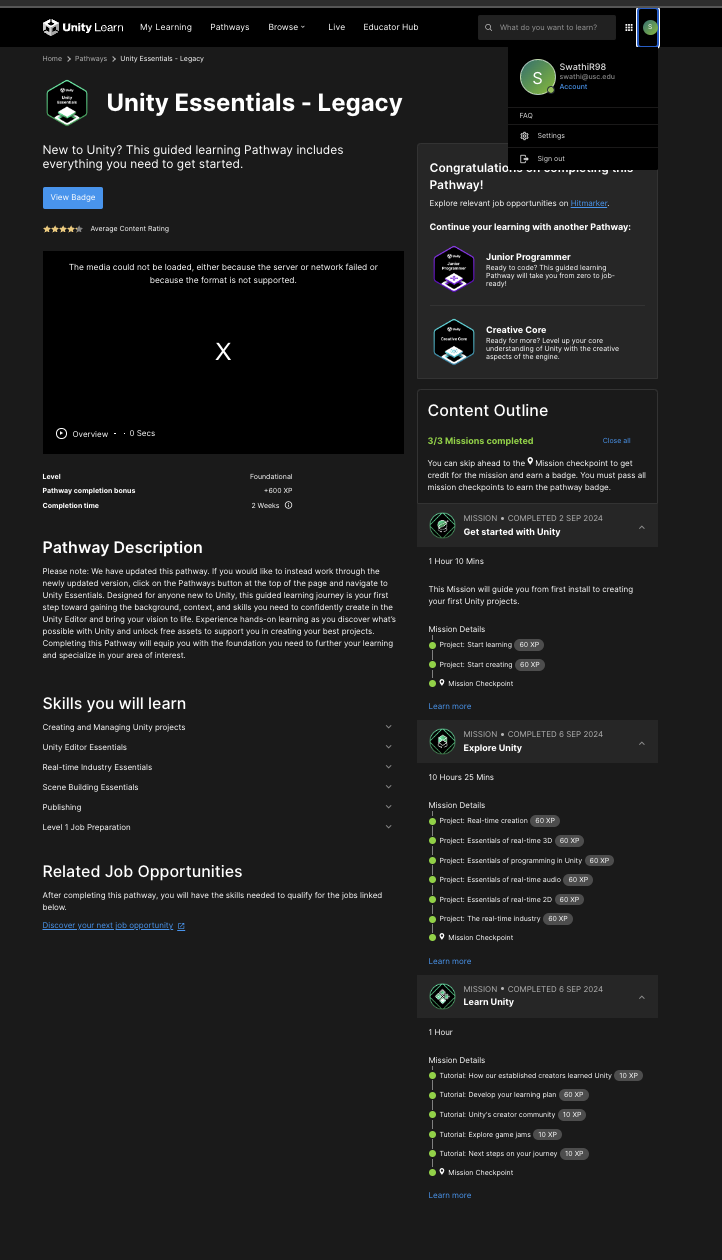 Unity Learn
My Learning
Pathways
Browse
Live
Educator Hub
What do you want to learn?
S
Home > Pathways > Unity Essentials - Legacy
S
SwathiR98
swathi@usc.edu
Account
FAQ
Settings
Sign out
Unity
Unity
Essentials
Unity Essentials - Legacy
New to Unity? This guided learning Pathway includes
everything you need to get started.
View Badge
Average Content Rating
The media could not be loaded, either because the server or network failed or
because the format is not supported.
X
Overview - · 0 Secs
Level Foundational
Pathway completion bonus +600 XP
Completion time 2 Weeks
Pathway Description
Please note: We have updated this pathway. If you would like to instead work through the
newly updated version, click on the Pathways button at the top of the page and navigate to
Unity Essentials. Designed for anyone new to Unity, this guided learning journey is your first
step toward gaining the background, context, and skills you need to confidently create in the
Unity Editor and bring your vision to life. Experience hands-on learning as you discover what's
possible with Unity and unlock free assets to support you in creating your best projects.
Completing this Pathway will equip you with the foundation you need to further your learning
and specialize in your area of interest.
Skills you will learn
Creating and Managing Unity projects
Unity Editor Essentials
Real-time Industry Essentials
Scene Building Essentials
Publishing
Level 1 Job Preparation
Related Job Opportunities
After completing this pathway, you will have the skills needed to qualify for the jobs linked
below.
Discover your next job opportunity
Congratulations on completing this
Pathway!
Explore relevant job opportunities on Hitmarker.
Continue your learning with another Pathway:
Unity
Junior
Programmer
Junior Programmer
Ready to code? This guided learning
Pathway will take you from zero to job-
ready!
Unity
Creative Core
Creative Core
Ready for more? Level up your core
understanding of Unity with the creative
aspects of the engine.
Content Outline
3/3 Missions completed
Close all
You can skip ahead to the Mission checkpoint to get
credit for the mission and earn a badge. You must pass all
mission checkpoints to earn the pathway badge.
MISSION • COMPLETED 2 SEP 2024
Get started with Unity
1 Hour 10 Mins
This Mission will guide you from first install to creating
your first Unity projects.
Mission Details
Project: Start learning 60 XP
Project: Start creating 60 XP
Mission Checkpoint
Learn more
MISSION • COMPLETED 6 SEP 2024
Explore Unity
10 Hours 25 Mins
Mission Details
Project: Real-time creation 60 XP
Project: Essentials of real-time 3D 60 XP
Project: Essentials of programming in Unity 60 XP
Project: Essentials of real-time audio 60 XP
Project: Essentials of real-time 2D 60 XP
Project: The real-time industry 60 XP
Mission Checkpoint
Learn more
MISSION • COMPLETED 6 SEP 2024
Learn Unity
1 Hour
Mission Details
Tutorial: How our established creators learned Unity 10 XP
Tutorial: Develop your learning plan 60 XP
Tutorial: Unity's creator community 10 XP
Tutorial: Explore game jams 10 XP
Tutorial: Next steps on your journey 10 XP
Mission Checkpoint
Learn more